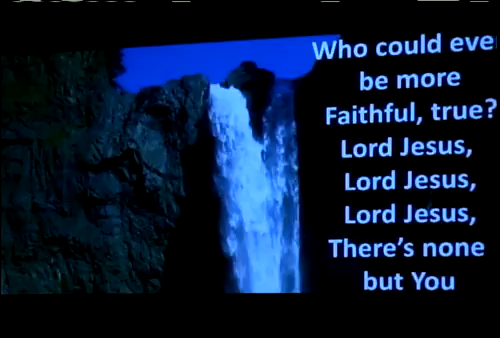 Who could eve
be more
Faithful, true?
Lord Jesus,
Lord Jesus,
Lord Jesus,
There's none
but You